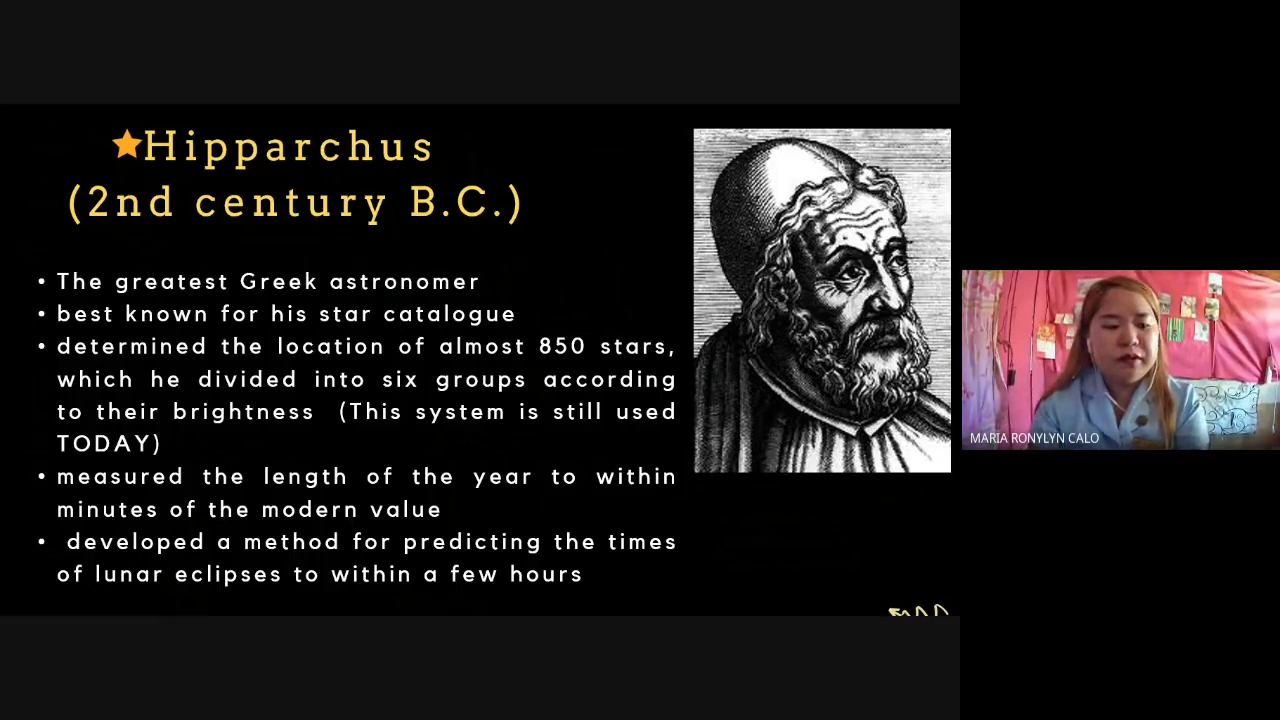 Hipparchus
(2nd century B.C.)
• The greatest Greek astronomer
• best known for his star catalogue
• determined the location of almost 850 stars,
which he divided into six groups according
to their brightness (This system is still used
TODAY)
• measured the length of the year to within
minutes of the modern value
• developed a method for predicting the times
of lunar eclipses to within a few hours
MARIA RONYLYN CALO